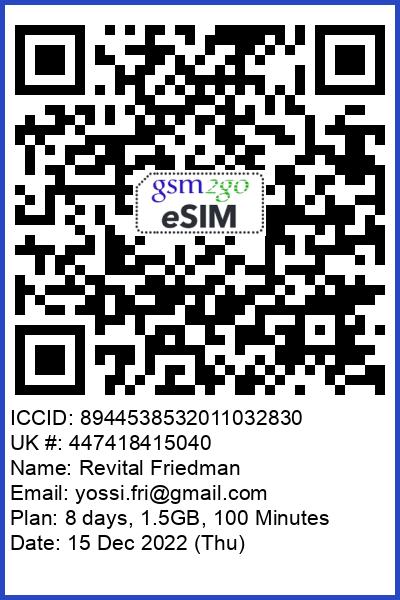 gsm2go
eSIM
ICCID: 8944538532011032830
UK #: 447418415040
Name: Revital Friedman
Email: yossi.fri@gmail.com
Plan: 8 days, 1.5GB, 100 Minutes
Date: 15 Dec 2022 (Thu)